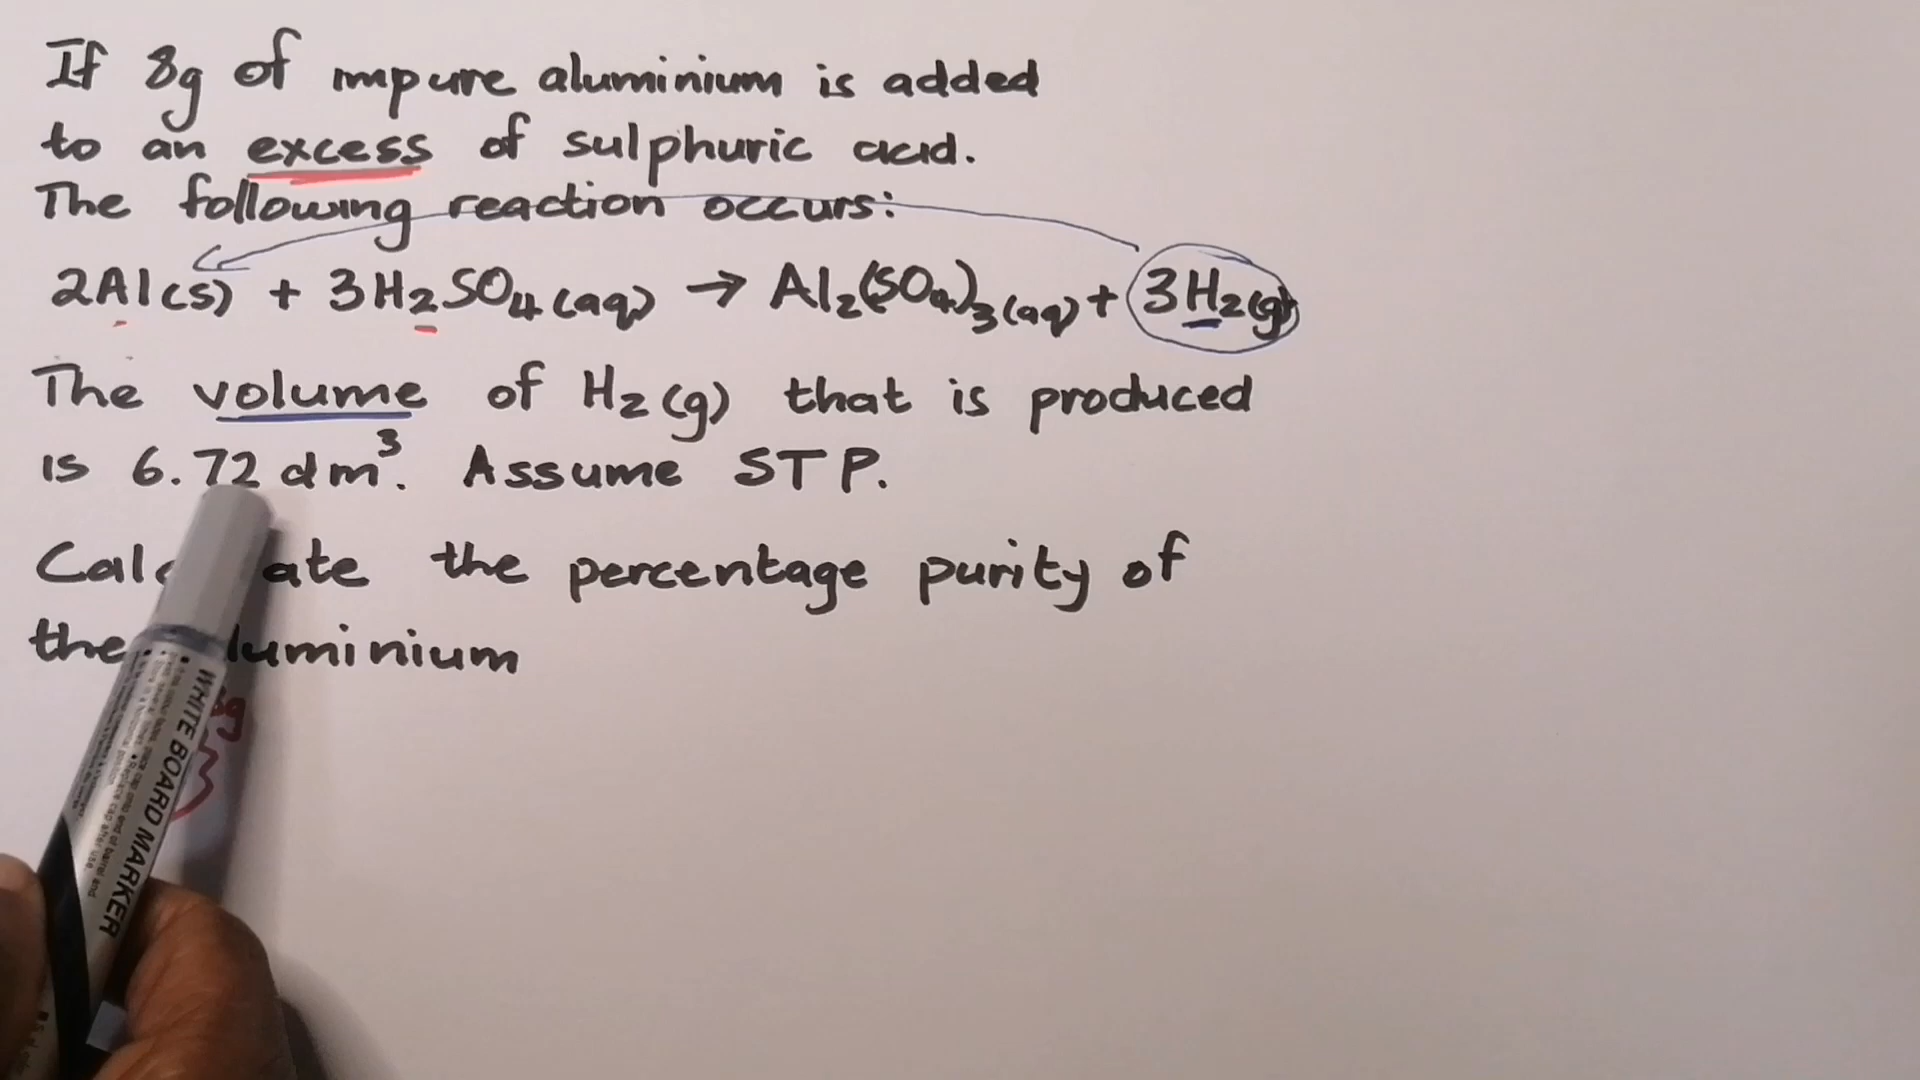 If 8g of impure aluminium is added
to an excess of sulphuric acid.
The following reaction occurs:
2Al(s) + 3H₂SO₄(aq) → Al₂(SO₄)₃(aq) + 3H₂(g)
The volume of H₂(g) that is produced
is 6.72 dm³. Assume STP.
Calc ate the percentage purity of
the luminium
WHITE BOARD MARKER